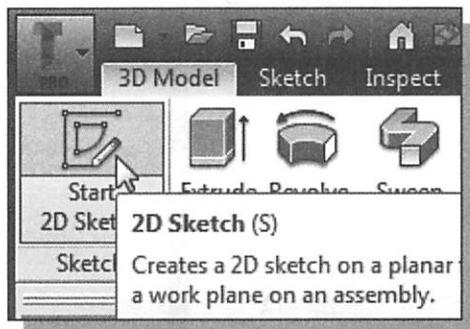 PRO
3D Model Sketch Inspect
Start
2D Sket
Sketch
Extrude Revolve Sweep
2D Sketch (S)
Creates a 2D sketch on a planar
a work plane on an assembly.